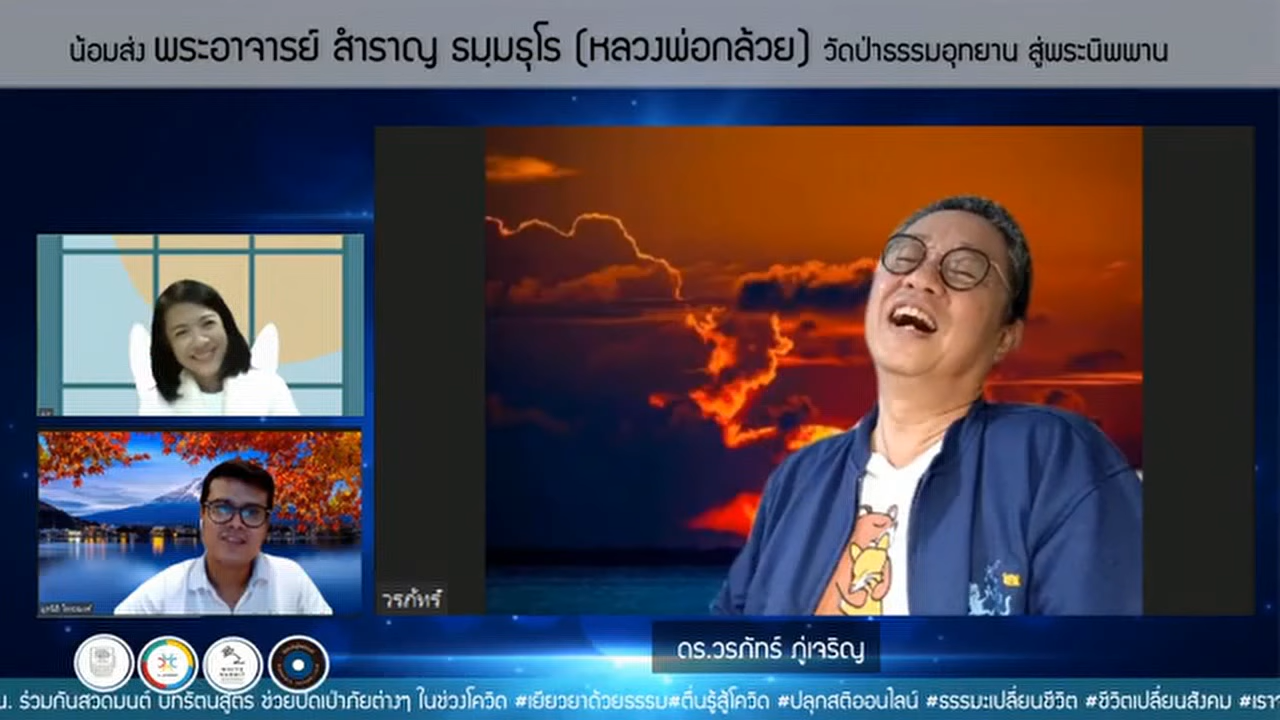 น้อมส่ง พระอาจารย์ สำราญ ธมฺมธุโร (หลวงพ่อกล้วย) วัดป่าธรรมอุทยาน สู่พระนิพพาน
วรภัทร์
ดร.วรภัทร์ ภู่เจริญ
น. ร่วมกันสวดมนต์ บทรัตนสูตร ช่วยปัดเป่าภัยต่างๆ ในช่วงโควิด #เยียวยาด้วยธรรม#ตื่นรู้สู้โควิด #ปลุกสติออนไลน์ #ธรรมะเปลี่ยนชีวิต #ชีวิตเปลี่ยนสังคม #เรา